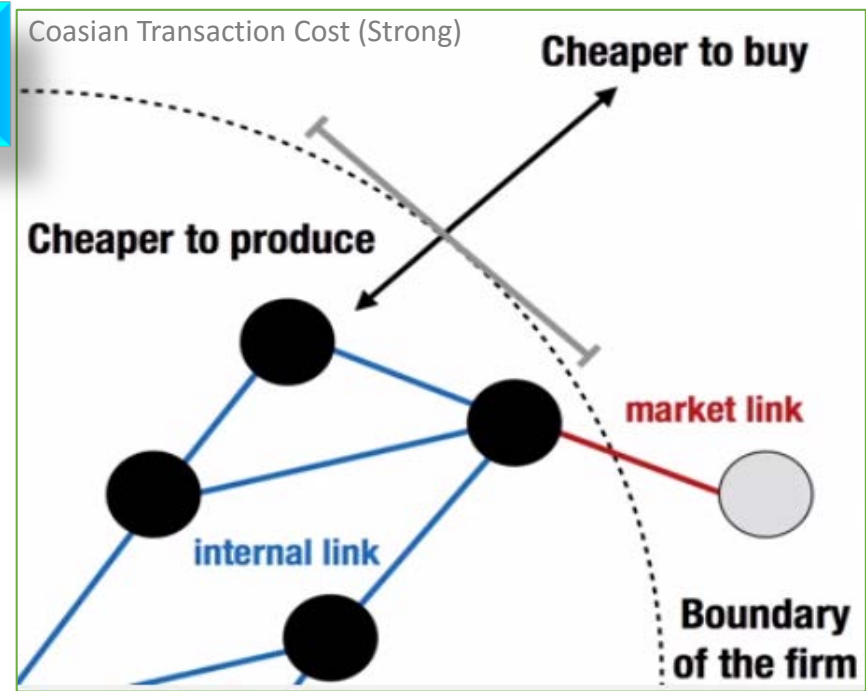 Coasian Transaction Cost (Strong)
Cheaper to buy
Cheaper to produce
market link
internal link
Boundary
of the firm